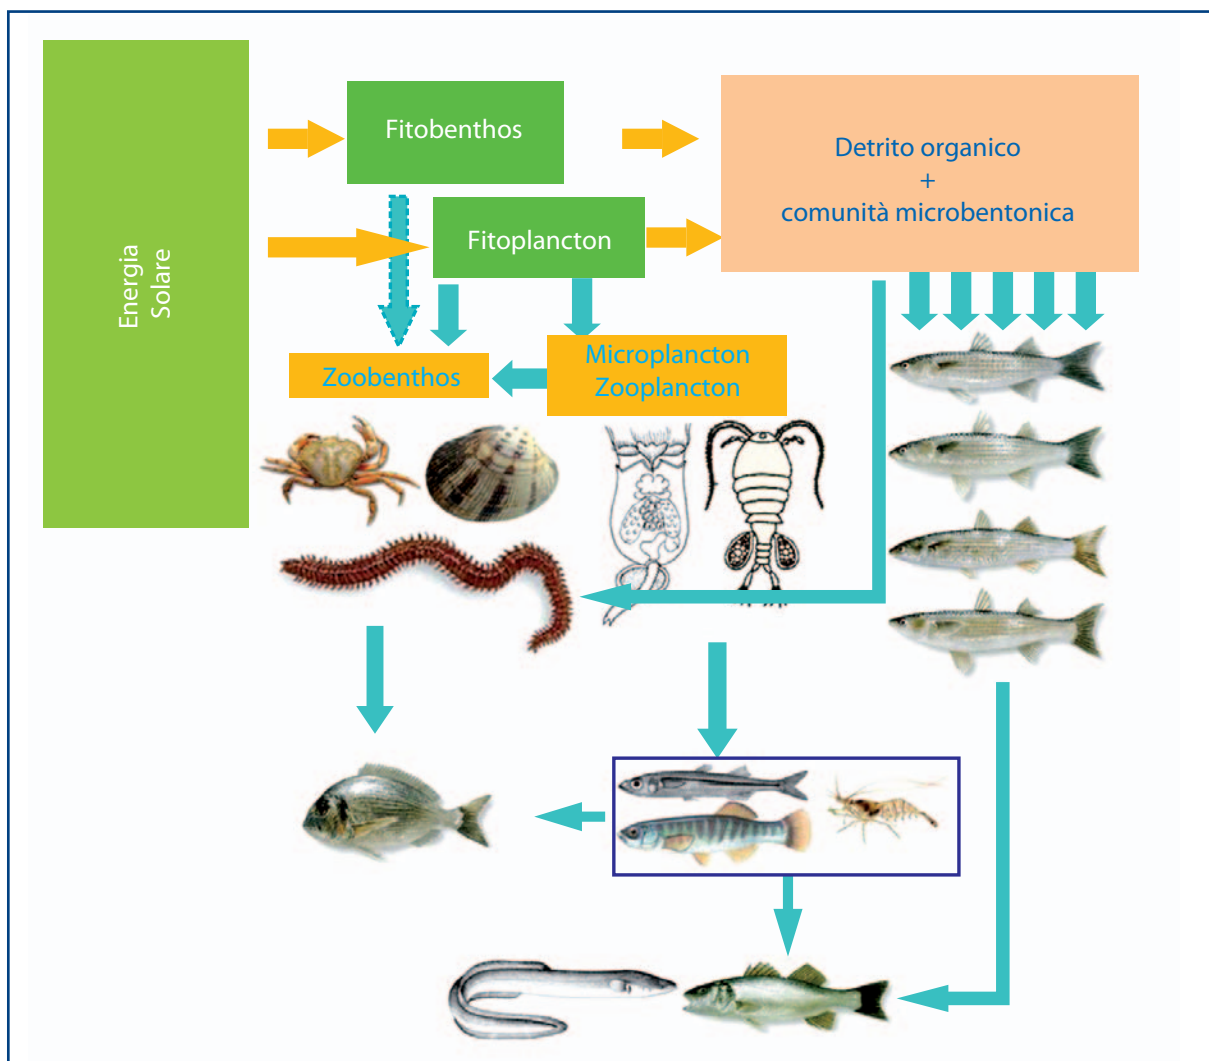 Energia
Solare
Fitobenthos
Fitoplancton
Detrito organico
+
comunità microbentonica
Zoobenthos
Microplancton
Zooplancton